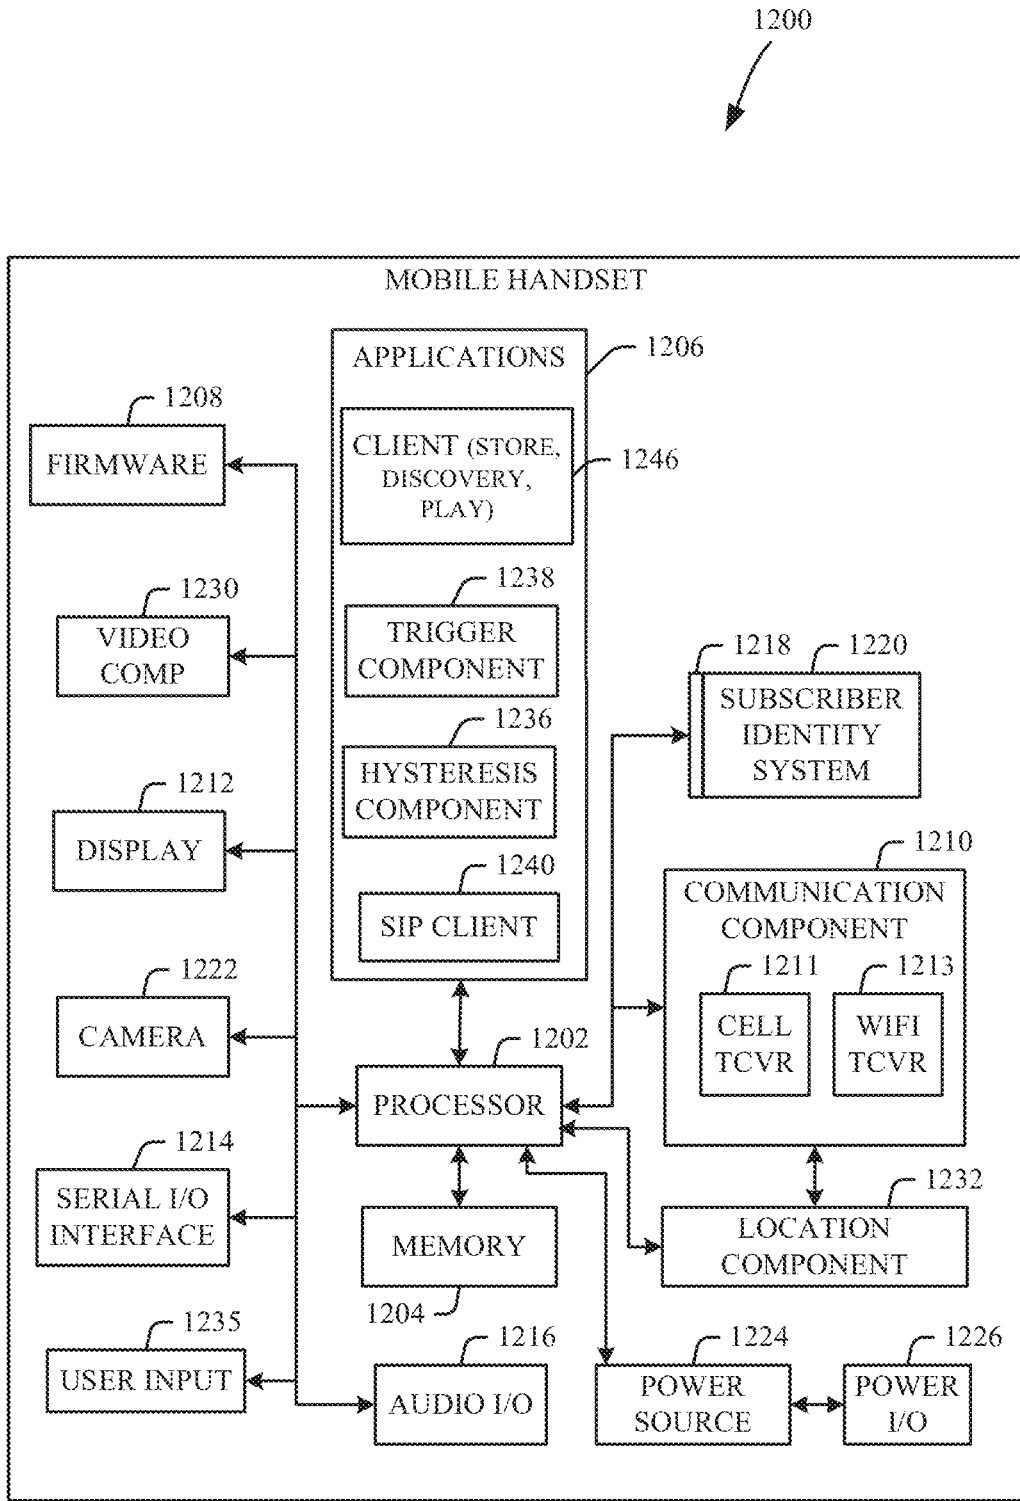 1200
MOBILE HANDSET
APPLICATIONS
1206
1208
FIRMWARE
CLIENT (STORE,
DISCOVERY,
PLAY)
1246
1238
TRIGGER
COMPONENT
1230
VIDEO
COMP
1218
1220
SUBSCRIBER
IDENTITY
SYSTEM
1236
HYSTERESIS
COMPONENT
1212
DISPLAY
1240
SIP CLIENT
1210
COMMUNICATION
COMPONENT
1211
CELL
TCVR
1213
WIFI
TCVR
1222
CAMERA
1202
PROCESSOR
1214
SERIAL I/O
INTERFACE
MEMORY
1204
1232
LOCATION
COMPONENT
1235
USER INPUT
1216
AUDIO I/O
1224
POWER
SOURCE
1226
POWER
I/O